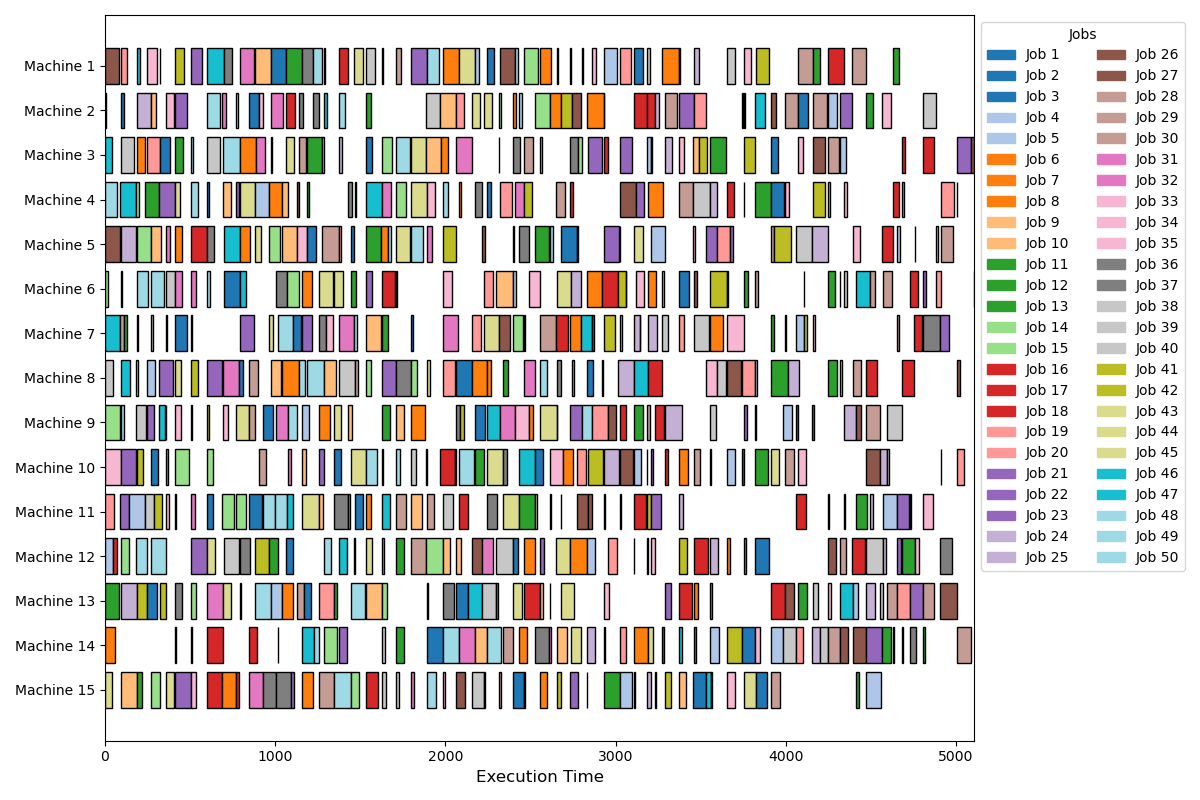 Machine 1
Machine 2
Machine 3
Machine 4
Machine 5
Machine 6
Machine 7
Machine 8
Machine 9
Machine 10
Machine 11
Machine 12
Machine 13
Machine 14
Machine 15
0 1000 2000 3000 4000 5000
Execution Time
Jobs
Job 1 Job 26
Job 2 Job 27
Job 3 Job 28
Job 4 Job 29
Job 5 Job 30
Job 6 Job 31
Job 7 Job 32
Job 8 Job 33
Job 9 Job 34
Job 10 Job 35
Job 11 Job 36
Job 12 Job 37
Job 13 Job 38
Job 14 Job 39
Job 15 Job 40
Job 16 Job 41
Job 17 Job 42
Job 18 Job 43
Job 19 Job 44
Job 20 Job 45
Job 21 Job 46
Job 22 Job 47
Job 23 Job 48
Job 24 Job 49
Job 25 Job 50